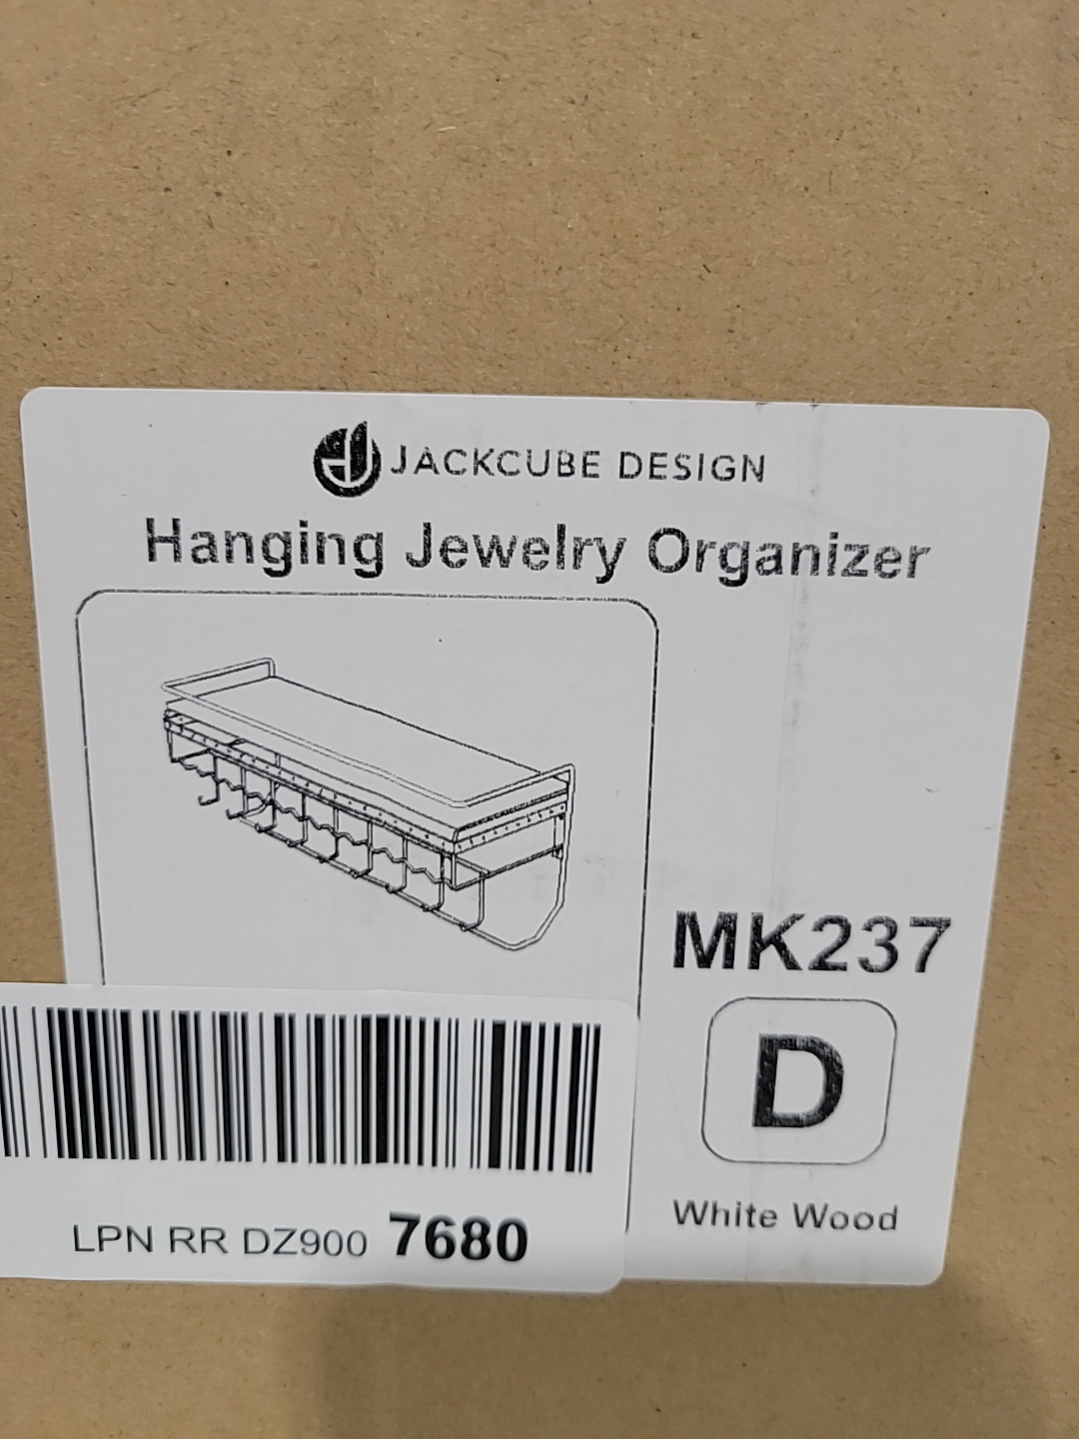 JACKCUBE DESIGN
Hanging Jewelry Organizer
MK237
D
White Wood
LPN RR DZ900 7680